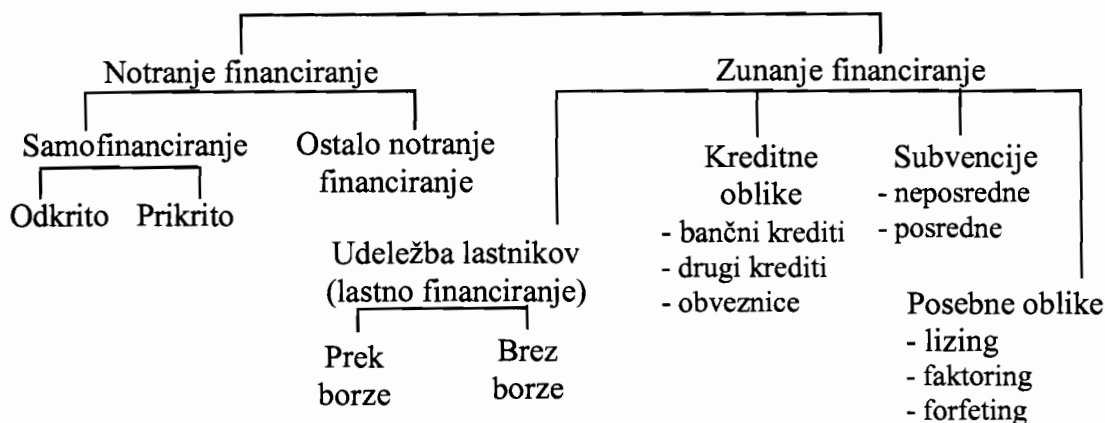 Notranje financiranje
Zunanje financiranje
Samofinanciranje
Ostalo notranje
financiranje
Odkrito
Prikrito
Kreditne
oblike
- bančni krediti
- drugi krediti
- obveznice
Subvencije
- neposredne
- posredne
Udeležba lastnikov
(lastno financiranje)
Prek
borze
Brez
borze
Posebne oblike
- lizing
- faktoring
- forfeting